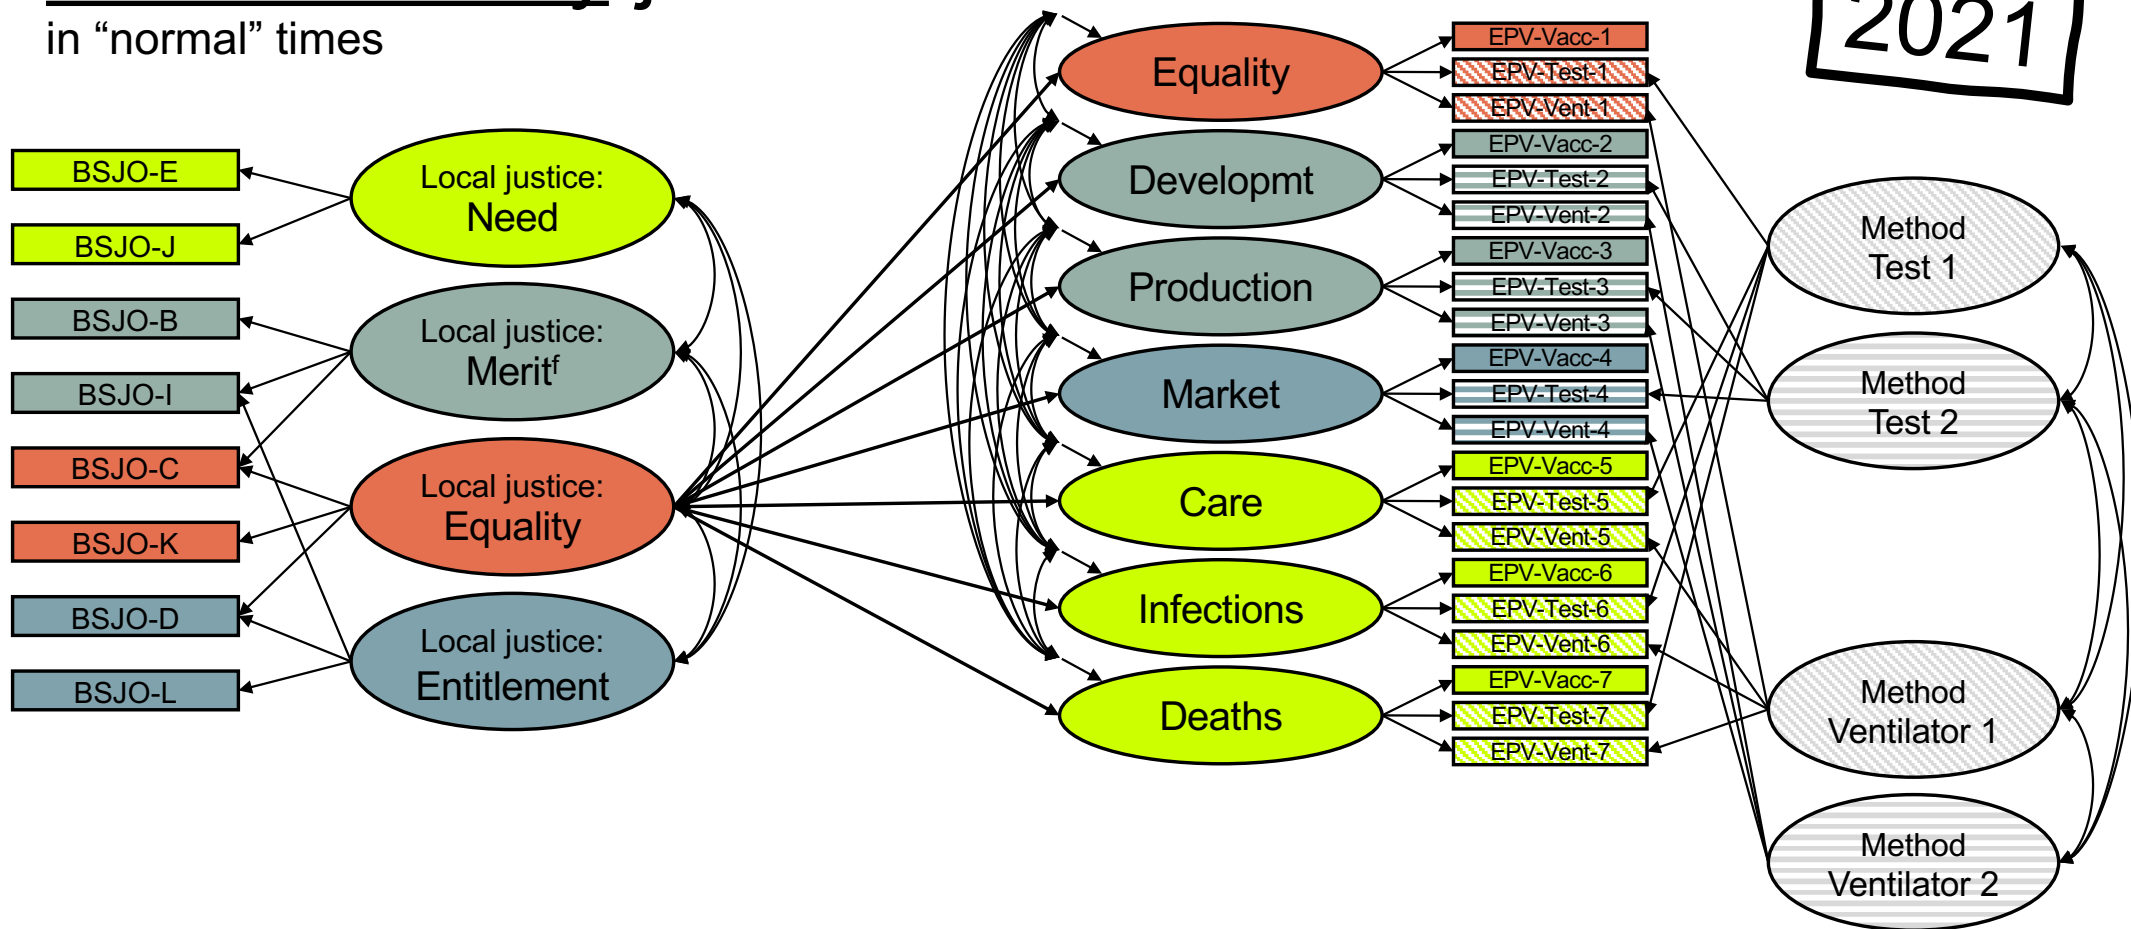 in “normal” times
2021
BSJO-E
BSJO-J
BSJO-B
BSJO-I
BSJO-C
BSJO-K
BSJO-D
BSJO-L
Local justice:
Need
Local justice:
Meritᶠ
Local justice:
Equality
Local justice:
Entitlement
Equality
Developmt
Production
Market
Care
Infections
Deaths
EPV-Vacc-1
EPV-Test-1
EPV-Vent-1
EPV-Vacc-2
EPV-Test-2
EPV-Vent-2
EPV-Vacc-3
EPV-Test-3
EPV-Vent-3
EPV-Vacc-4
EPV-Test-4
EPV-Vent-4
EPV-Vacc-5
EPV-Test-5
EPV-Vent-5
EPV-Vacc-6
EPV-Test-6
EPV-Vent-6
EPV-Vacc-7
EPV-Test-7
EPV-Vent-7
Method
Test 1
Method
Test 2
Method
Ventilator 1
Method
Ventilator 2